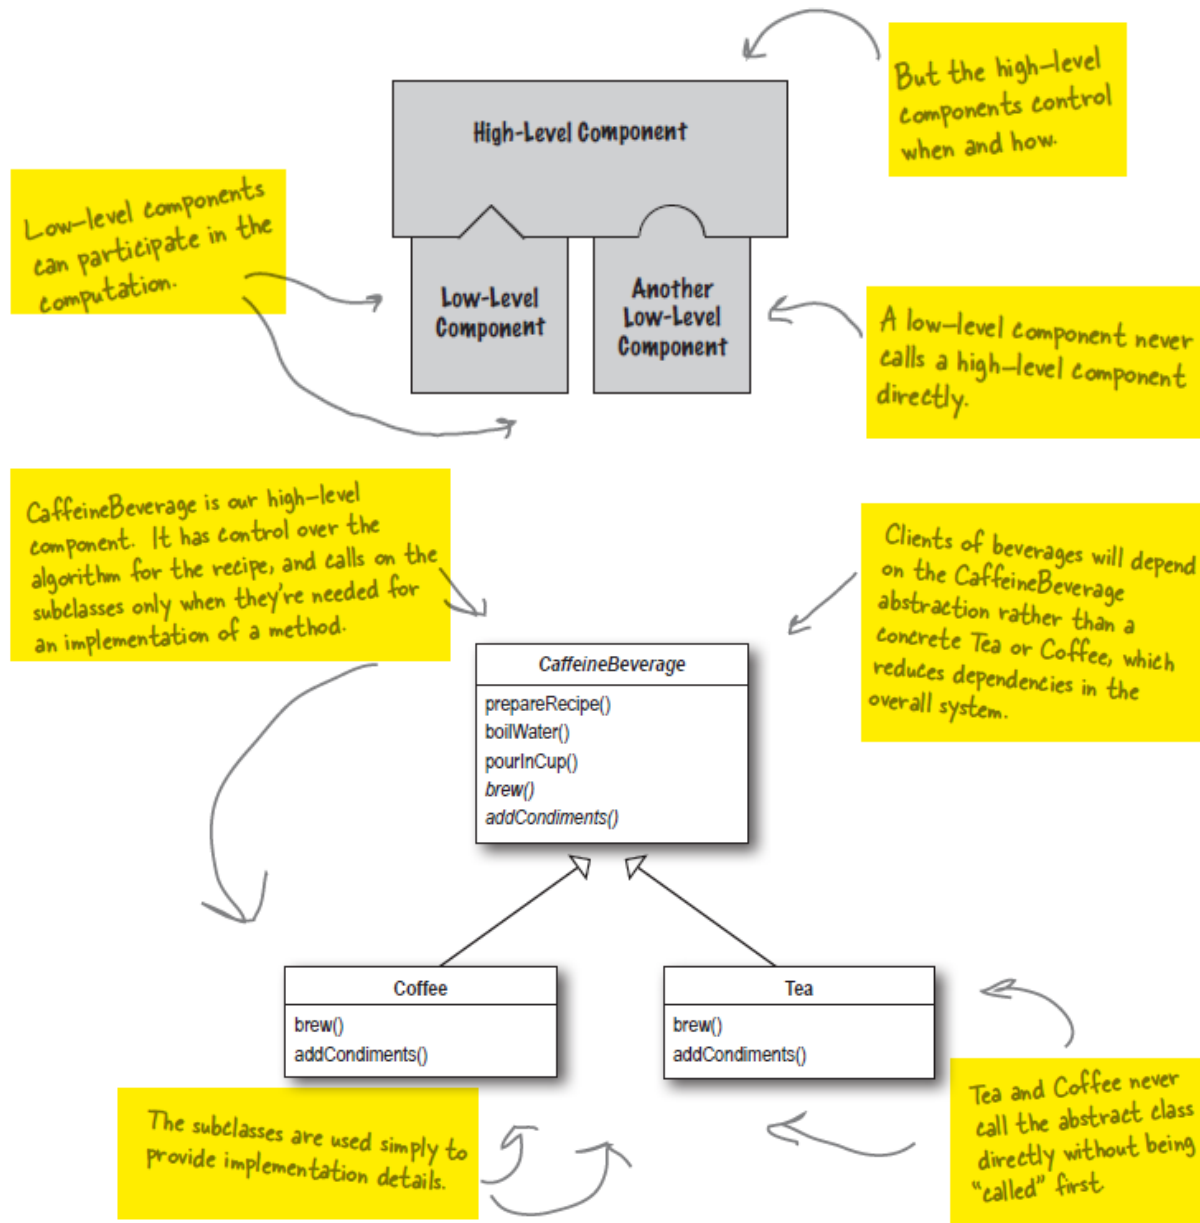 But the high-level
components control
when and how.
High-Level Component
Low-level components
can participate in the
computation.
Low-Level
Component
Another
Low-Level
Component
A low-level component never
calls a high-level component
directly.
CaffeineBeverage is our high-level
component. It has control over the
algorithm for the recipe, and calls on the
subclasses only when they're needed for
an implementation of a method.
Clients of beverages will depend
on the CaffeineBeverage
abstraction rather than a
concrete Tea or Coffee, which
reduces dependencies in the
overall system.
CaffeineBeverage
prepareRecipe()
boilWater()
pourInCup()
brew()
addCondiments()
Coffee
brew()
addCondiments()
Tea
brew()
addCondiments()
The subclasses are used simply to
provide implementation details.
Tea and Coffee never
call the abstract class
directly without being
"called" first.